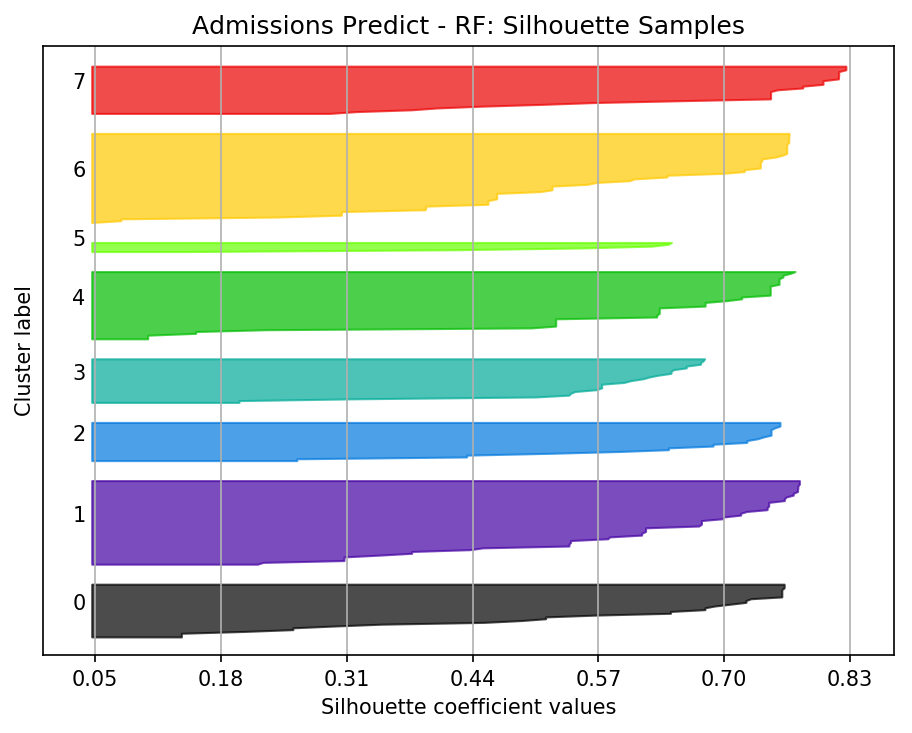 Admissions Predict - RF: Silhouette Samples
Cluster label
7
6
5
4
3
2
1
0
0.05 0.18 0.31 0.44 0.57 0.70 0.83
Silhouette coefficient values